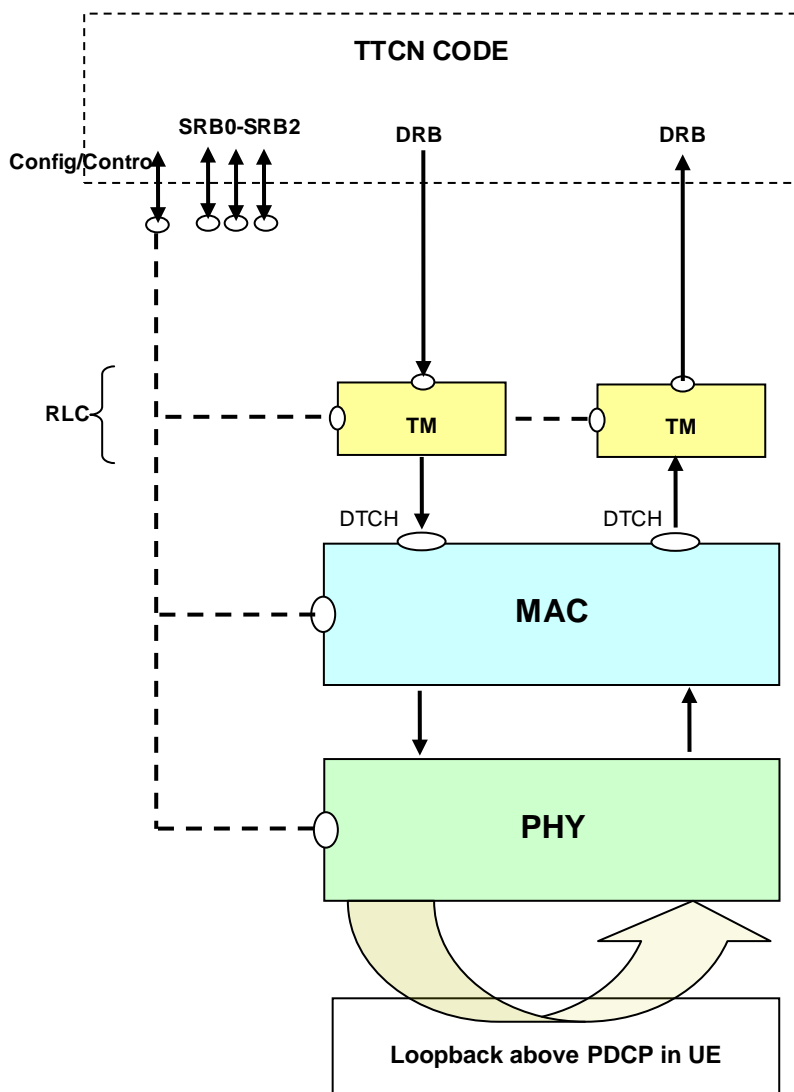 TTCN CODE
SRB0-SRB2
DRB
DRB
Config/Contro
RLC
TM
TM
DTCH
DTCH
MAC
PHY
Loopback above PDCP in UE